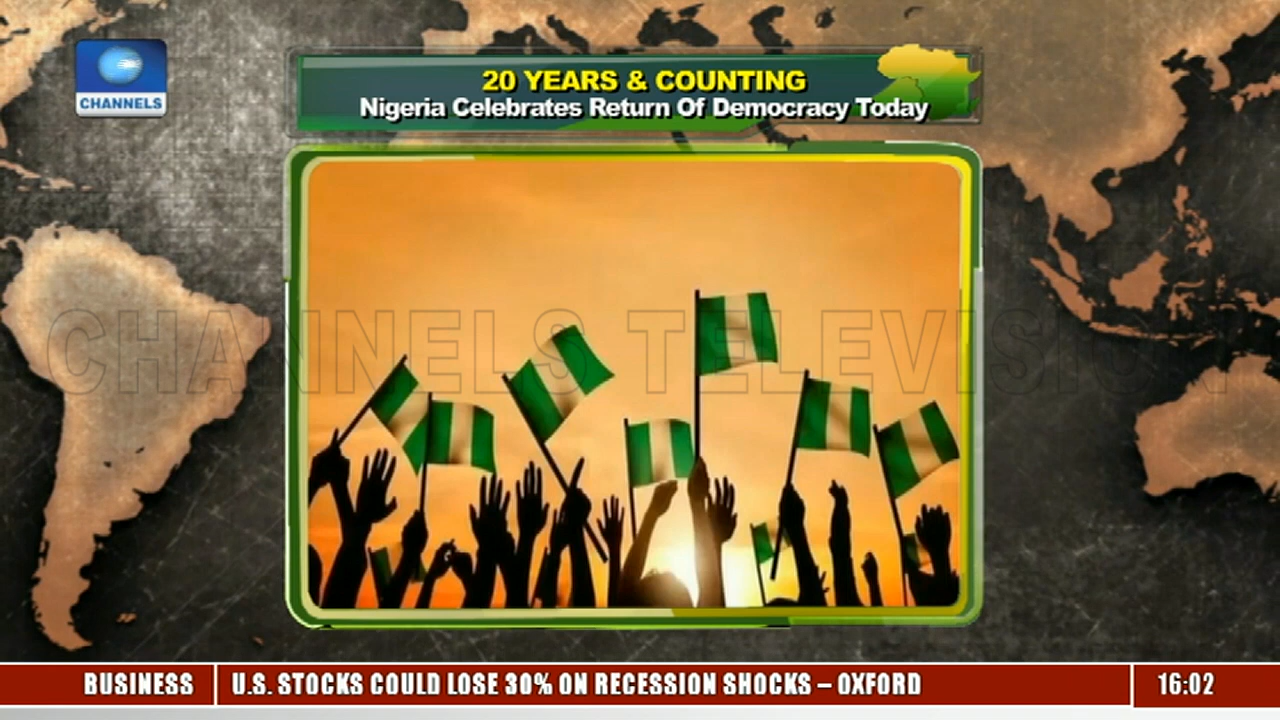 CHANNELS
20 YEARS & COUNTING
Nigeria Celebrates Return Of Democracy Today
CHANNELS TELEVISION
BUSINESS
U.S. STOCKS COULD LOSE 30% ON RECESSION SHOCKS – OXFORD
16:02